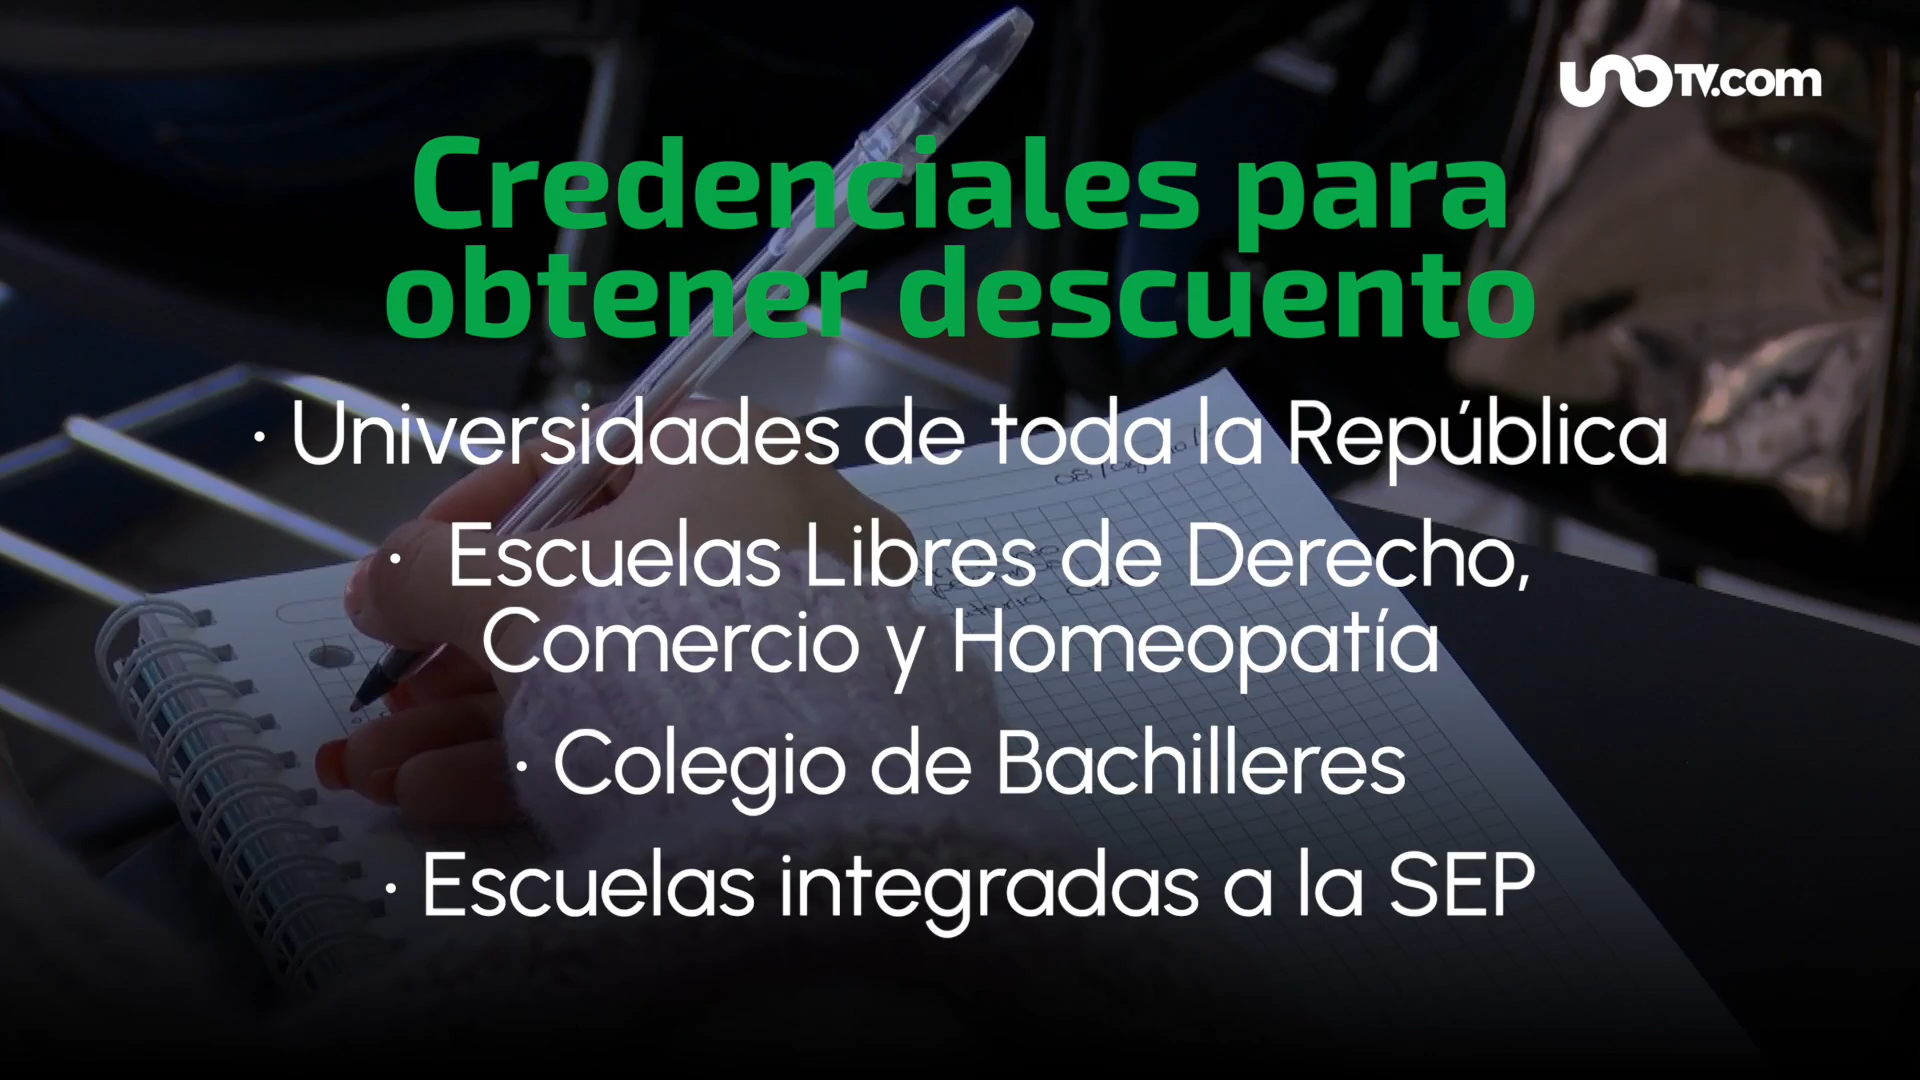 UNOTV.com
Credenciales para
obtener descuento
· Universidades de toda la República
· Escuelas Libres de Derecho,
Comercio y Homeopatía
· Colegio de Bachilleres
· Escuelas integradas a la SEP